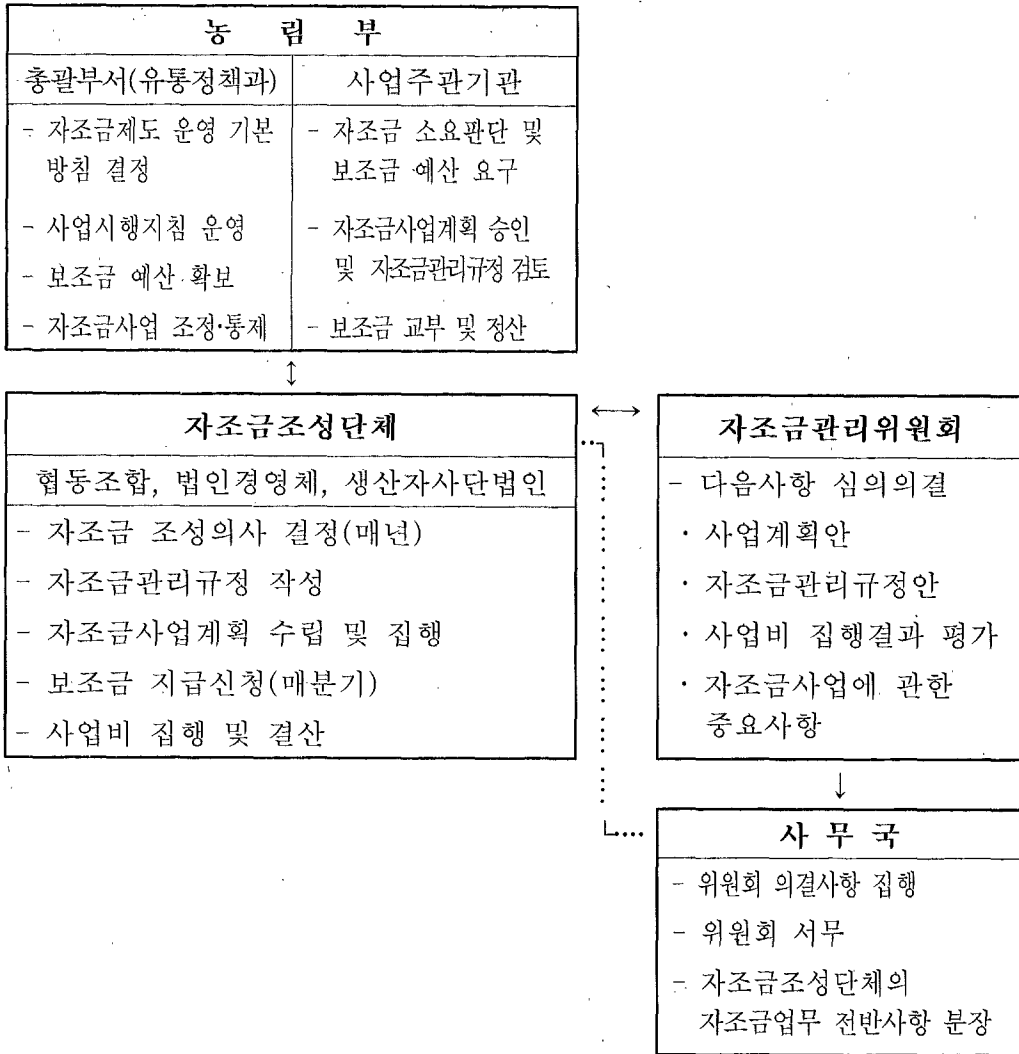 농 림 부
총괄부서(유통정책과)
- 자조금제도 운영 기본
방침 결정
- 사업시행지침 운영
- 보조금 예산 확보
- 자조금사업 조정·통제
사업주관기관
- 자조금 소요판단 및
보조금 예산 요구
- 자조금사업계획 승인
및 자조금관리규정 검토
- 보조금 교부 및 정산
↕
자조금조성단체
협동조합, 법인경영체, 생산자사단법인
- 자조금 조성의사 결정(매년)
- 자조금관리규정 작성
- 자조금사업계획 수립 및 집행
- 보조금 지급신청(매분기)
- 사업비 집행 및 결산
←→
자조금관리위원회
- 다음사항 심의의결
· 사업계획안
· 자조금관리규정안
· 사업비 집행결과 평가
· 자조금사업에 관한
중요사항
↓
사 무 국
- 위원회 의결사항 집행
- 위원회 서무
- 자조금조성단체의
자조금업무 전반사항 분장